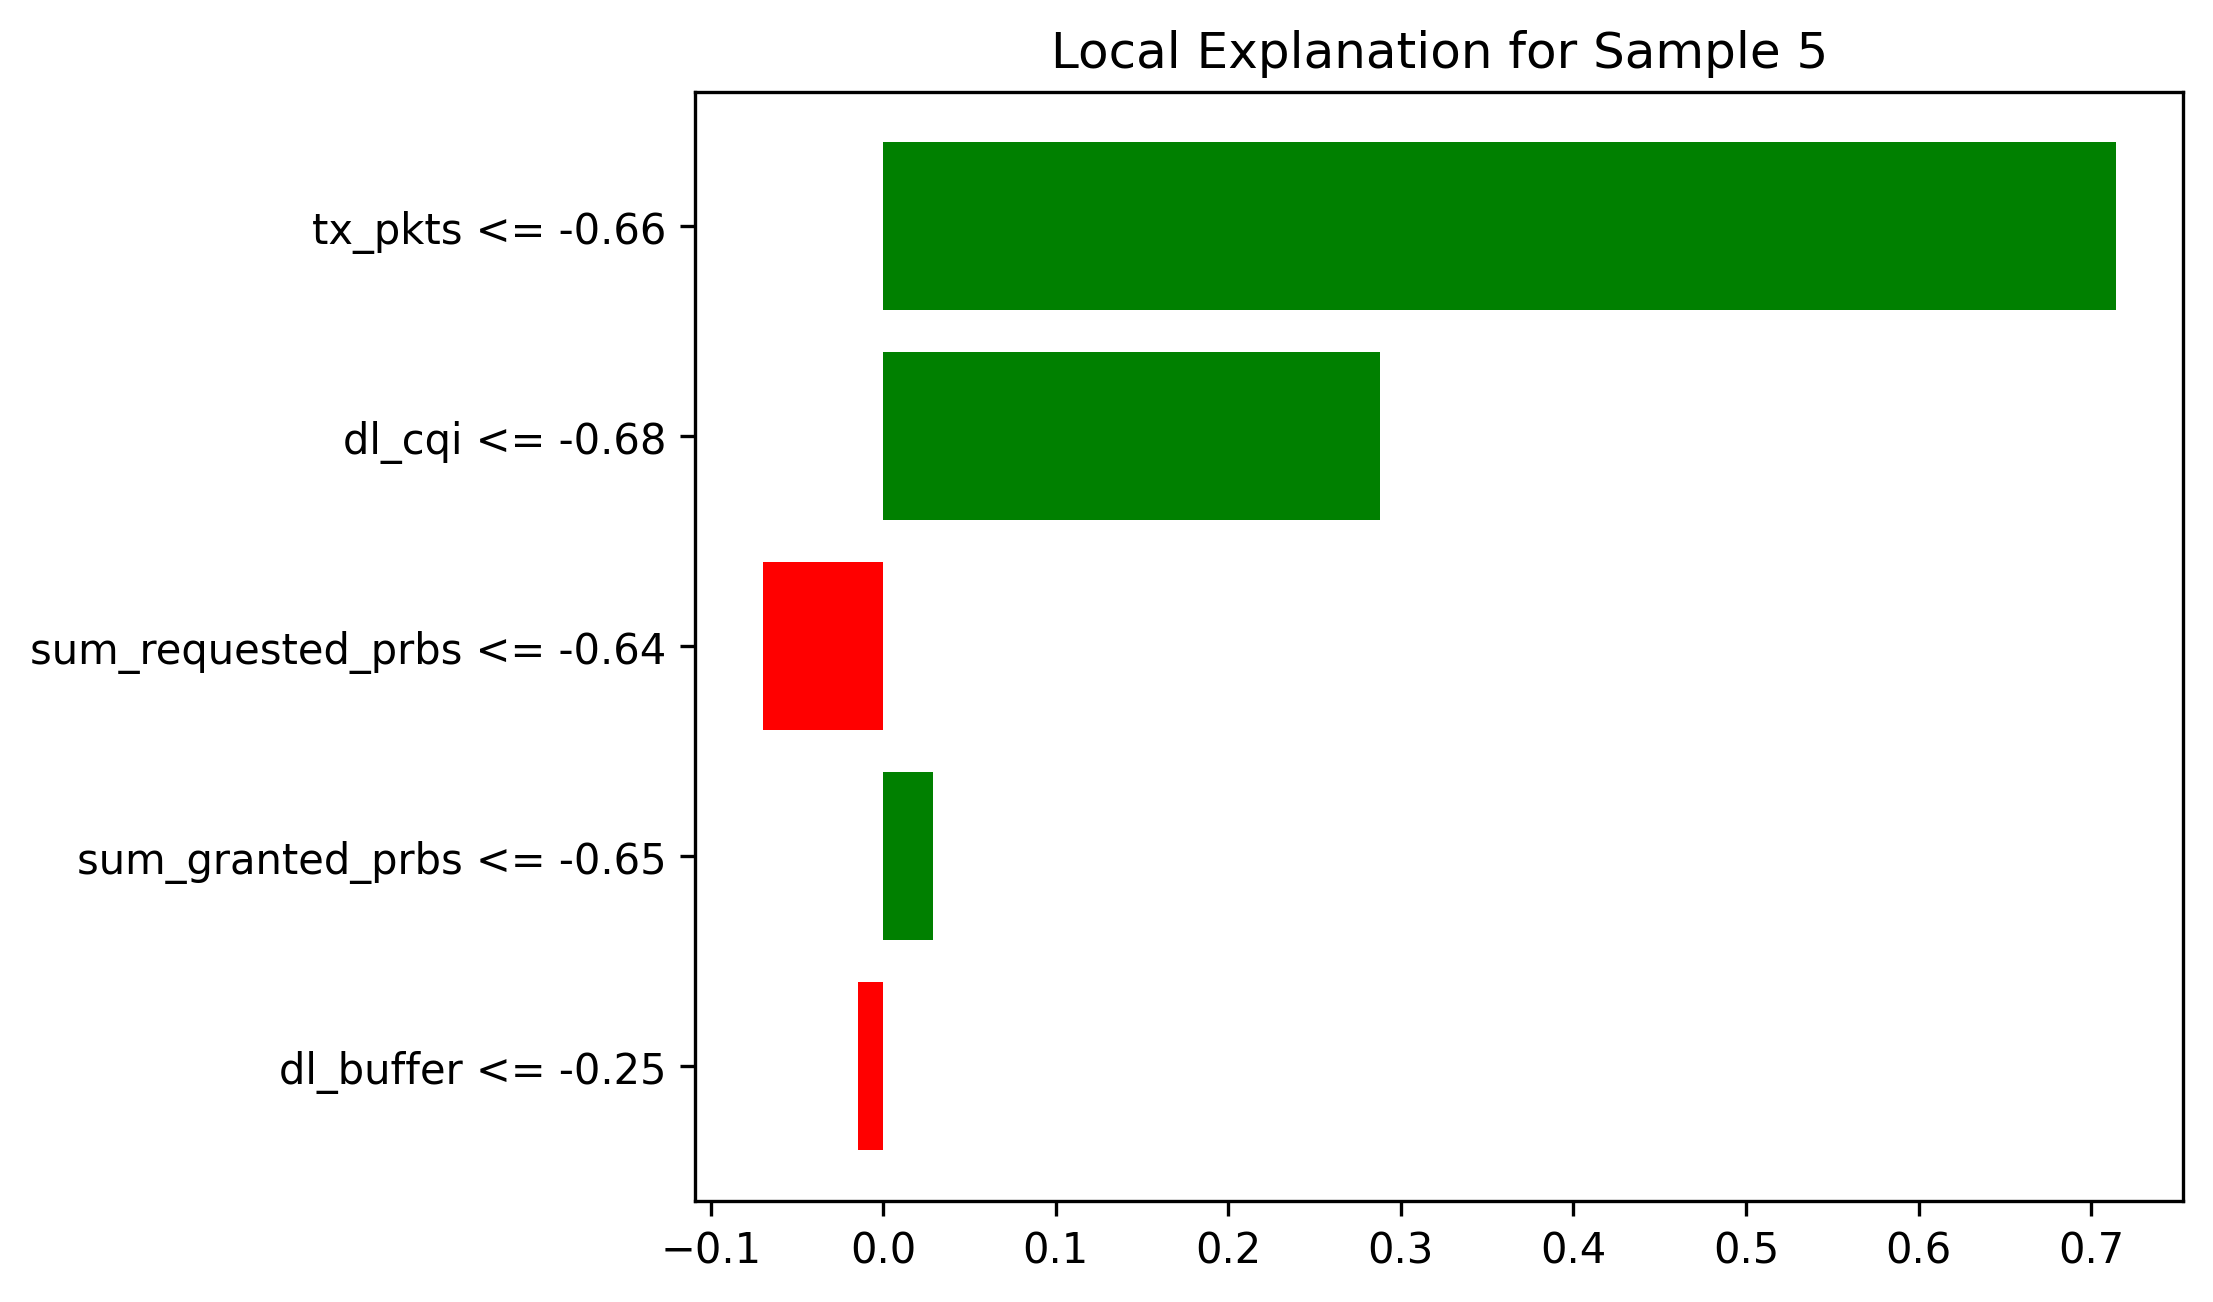 Local Explanation for Sample 5
tx_pkts <= -0.66
dl_cqi <= -0.68
sum_requested_prbs <= -0.64
sum_granted_prbs <= -0.65
dl_buffer <= -0.25
−0.1 0.0 0.1 0.2 0.3 0.4 0.5 0.6 0.7